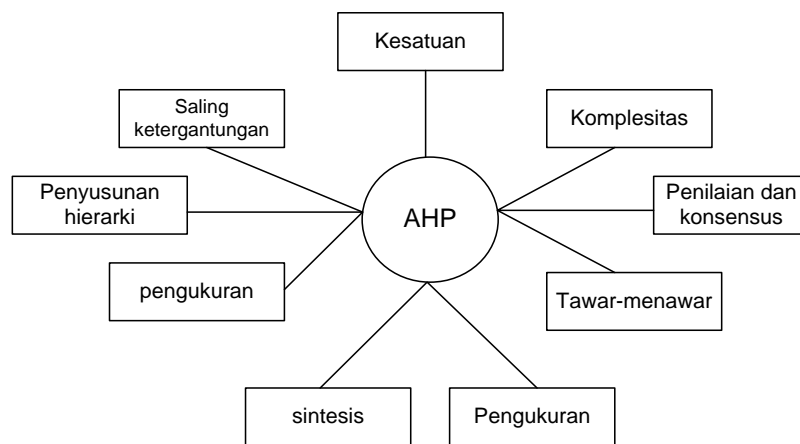 Kesatuan
Saling
ketergantungan
Komplesitas
Penyusunan
hierarki
AHP
Penilaian dan
konsensus
pengukuran
Tawar-menawar
sintesis
Pengukuran